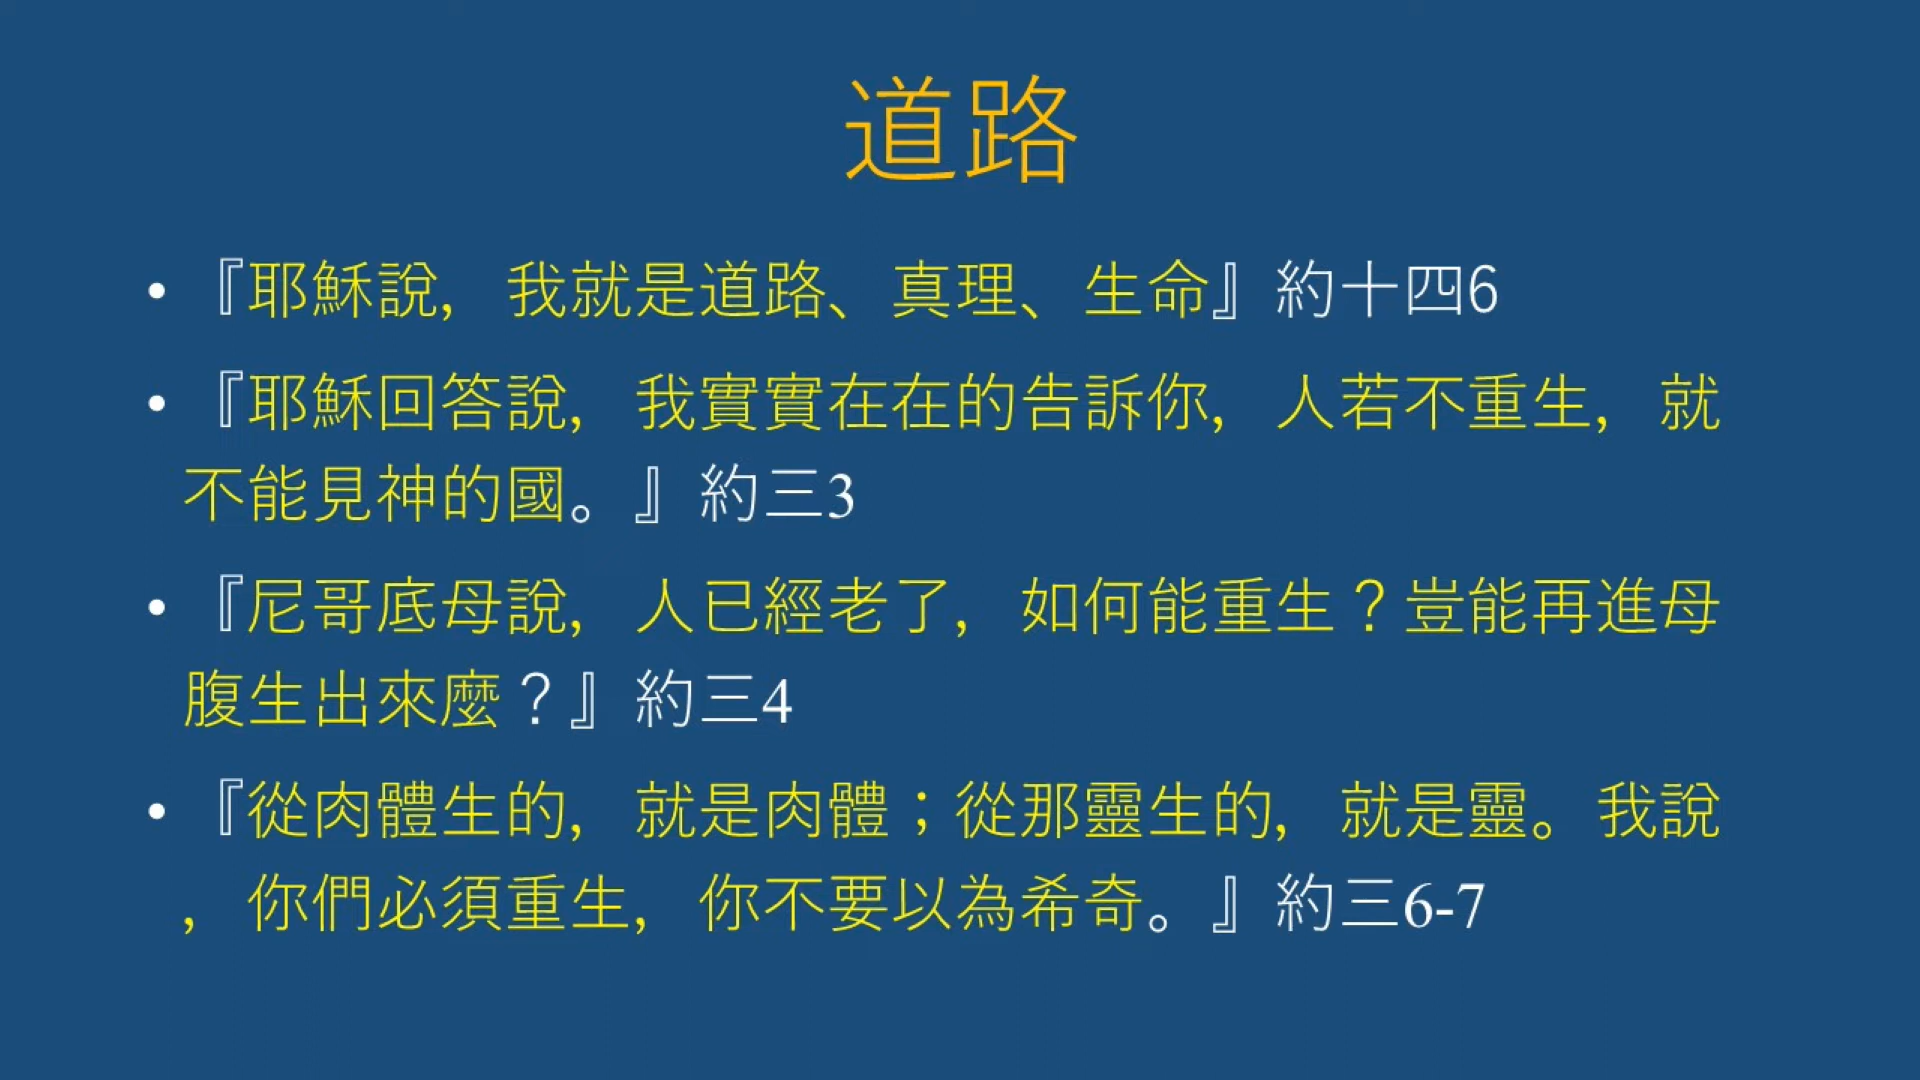 道路
• 『耶穌說，我就是道路、真理、生命』約十四6
• 『耶穌回答說，我實實在在的告訴你，人若不重生，就
不能見神的國。』約三3
• 『尼哥底母說，人已經老了，如何能重生？豈能再進母
腹生出來麼？』約三4
• 『從肉體生的，就是肉體；從那靈生的，就是靈。我說
，你們必須重生，你不要以為希奇。』約三6-7